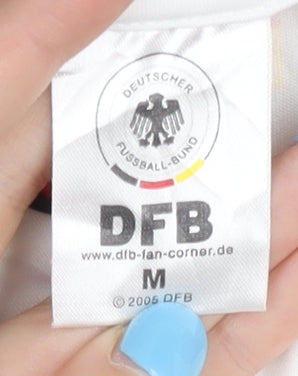 DEUTSCHER
FUSSBALL-BUND
DFB
www.dfb-fan-corner.de
M
© 2005 DFB